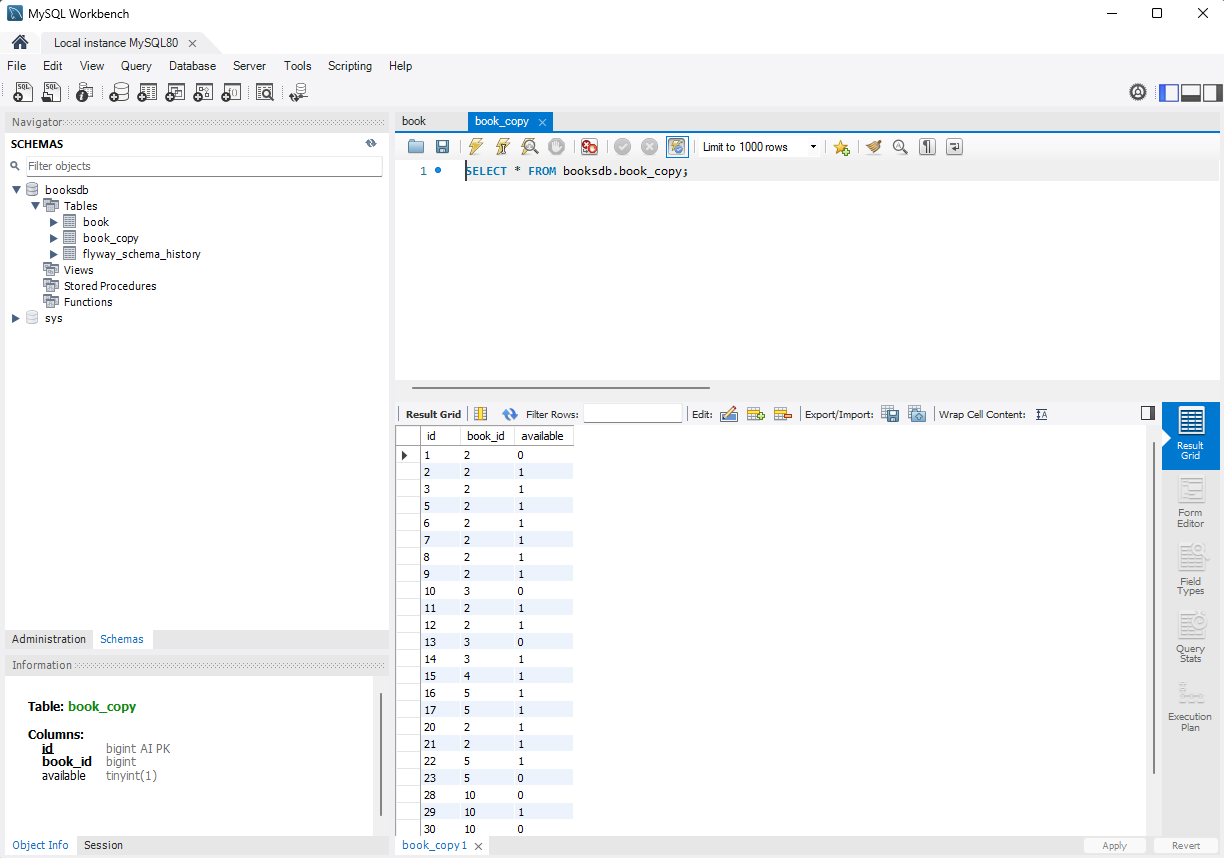 MySQL Workbench
Local instance MySQL80
File Edit View Query Database Server Tools Scripting Help
Navigator
SCHEMAS
Filter objects
booksdb
Tables
book
book_copy
flyway_schema_history
Views
Stored Procedures
Functions
sys
Administration Schemas
Information
Table: book_copy
Columns:
id bigint AI PK
book_id bigint
available tinyint(1)
Object Info Session
book book_copy
Limit to 1000 rows
1 SELECT * FROM booksdb.book_copy;
Result Grid Filter Rows: Edit: Export/Import: Wrap Cell Content:
id book_id available
1 2 0
2 2 1
3 2 1
5 2 1
6 2 1
7 2 1
8 2 1
9 2 1
10 3 0
11 2 1
12 2 1
13 3 0
14 3 1
15 4 1
16 5 1
17 5 1
20 2 1
21 2 1
22 5 1
23 5 0
28 10 0
29 10 1
30 10 0
Result
Grid
Form
Editor
Field
Types
Query
Stats
Execution
Plan
book_copy 1
Apply Revert